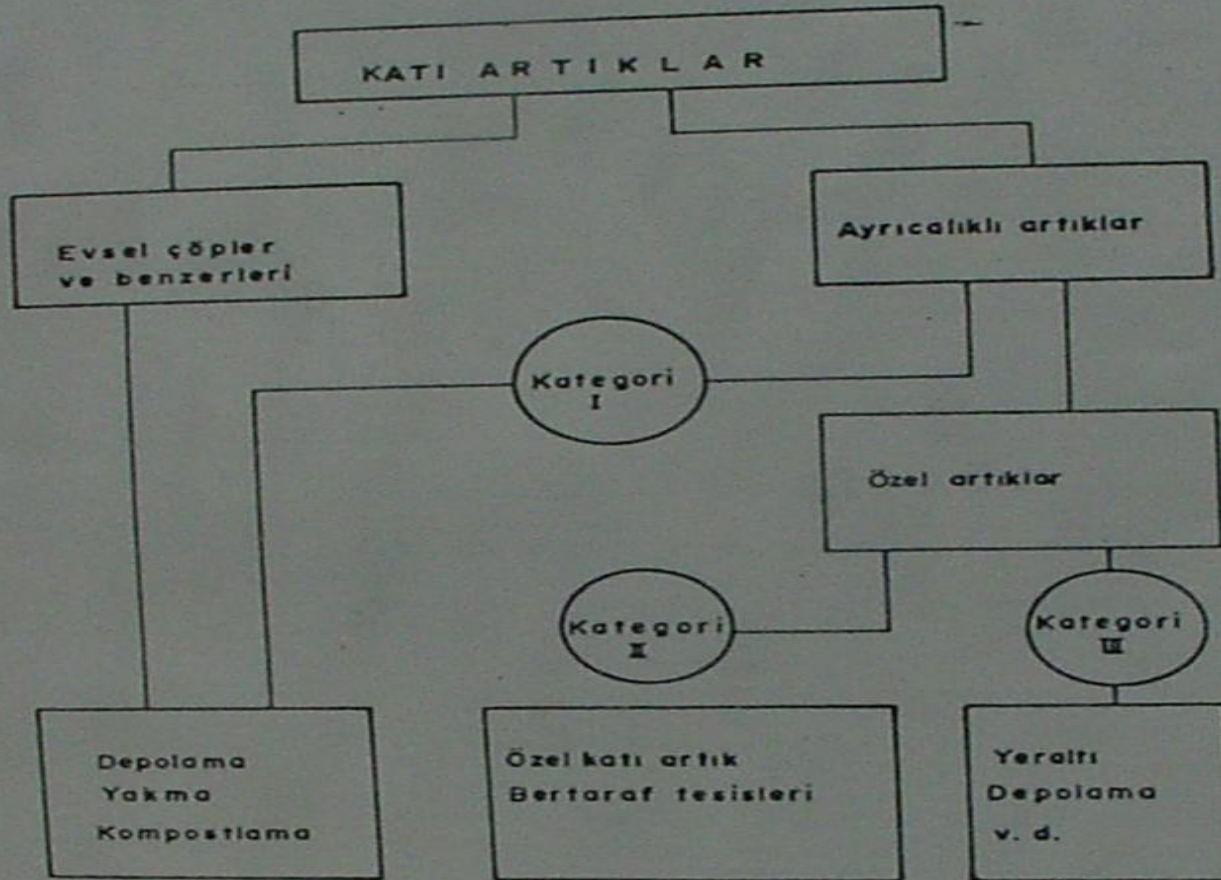 KATI ARTIKLAR
Evsel çöpler
ve benzerleri
Ayrıcalıklı artıklar
Kategori
I
Özel artıklar
Kategori
II
Kategori
III
Depolama
Yakma
Kompostlama
Özel katı artık
Bertaraf tesisleri
Yeraltı
Depolama
v. d.